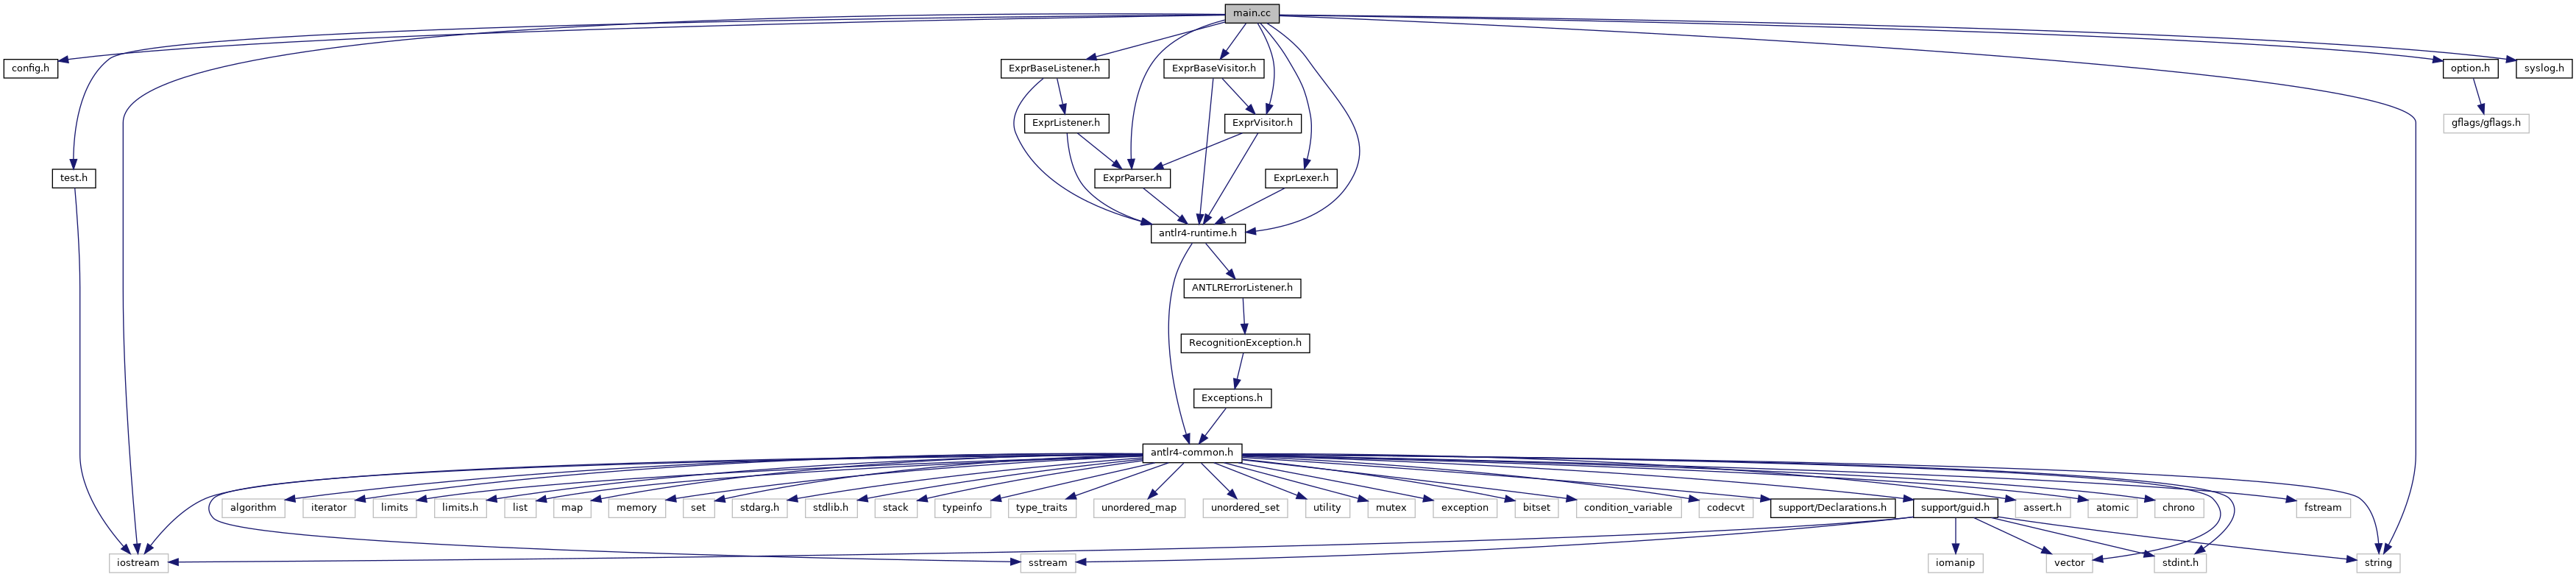 main.cc
config.h
ExprBaseListener.h
ExprBaseVisitor.h
option.h
syslog.h
ExprListener.h
ExprVisitor.h
gflags/gflags.h
test.h
ExprParser.h
ExprLexer.h
antlr4-runtime.h
ANTLRErrorListener.h
RecognitionException.h
Exceptions.h
antlr4-common.h
algorithm
iterator
limits
limits.h
list
map
memory
set
stdarg.h
stdlib.h
stack
typeinfo
type_traits
unordered_map
unordered_set
utility
mutex
exception
bitset
condition_variable
codecvt
support/Declarations.h
support/guid.h
assert.h
atomic
chrono
fstream
iostream
sstream
iomanip
vector
stdint.h
string